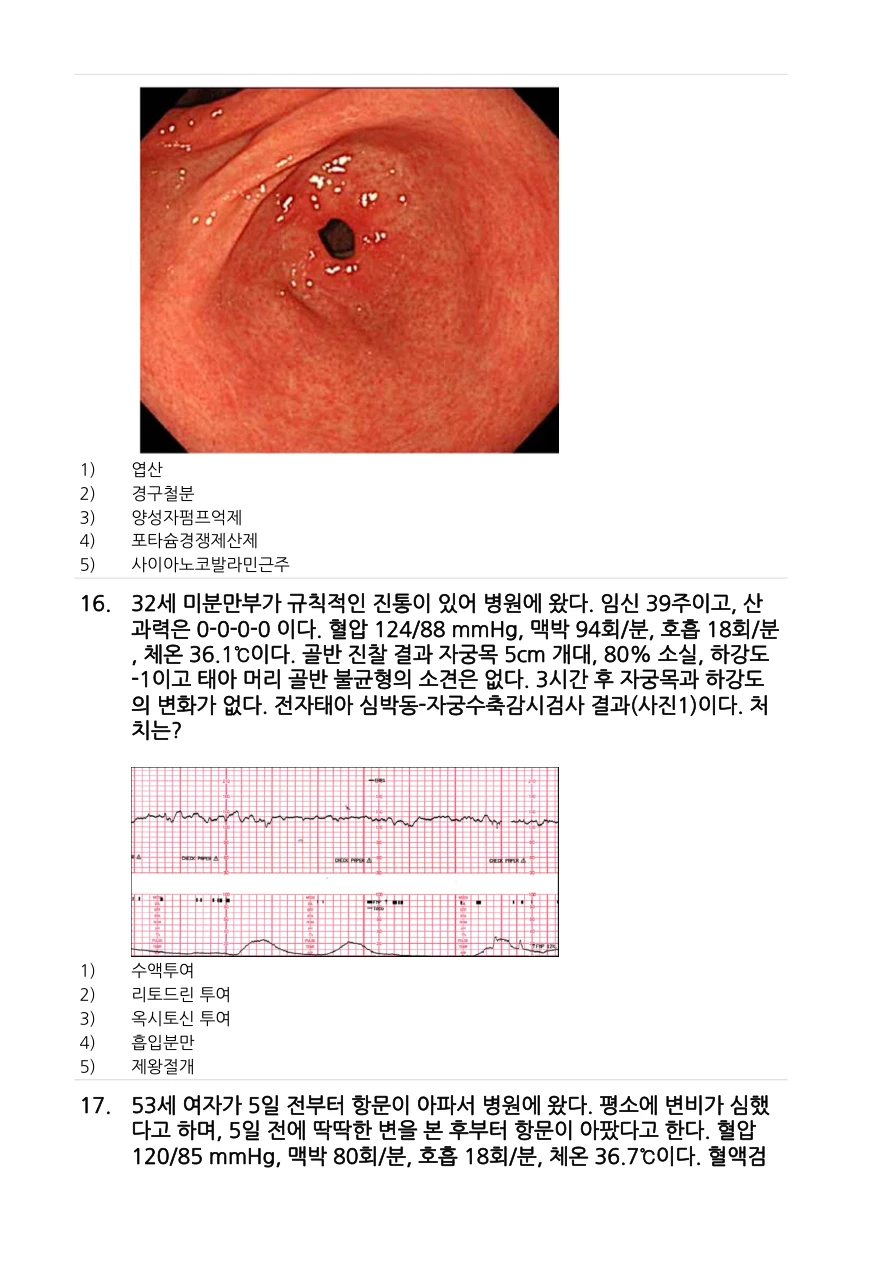 1) 엽산
2) 경구철분
3) 양성자펌프억제
4) 포타슘경쟁제산제
5) 사이아노코발라민근주
16. 32세 미분만부가 규칙적인 진통이 있어 병원에 왔다. 임신 39주이고, 산
과력은 0-0-0-0 이다. 혈압 124/88 mmHg, 맥박 94회/분, 호흡 18회/분
, 체온 36.1℃이다. 골반 진찰 결과 자궁목 5cm 개대, 80% 소실, 하강도
-1이고 태아 머리 골반 불균형의 소견은 없다. 3시간 후 자궁목과 하강도
의 변화가 없다. 전자태아 심박동-자궁수축감시검사 결과(사진1)이다. 처
치는?
CHECK PAPER CHECK PAPER CHECK PAPER
1) 수액투여
2) 리토드린 투여
3) 옥시토신 투여
4) 흡입분만
5) 제왕절개
17. 53세 여자가 5일 전부터 항문이 아파서 병원에 왔다. 평소에 변비가 심했
다고 하며, 5일 전에 딱딱한 변을 본 후부터 항문이 아팠다고 한다. 혈압
120/85 mmHg, 맥박 80회/분, 호흡 18회/분, 체온 36.7℃이다. 혈액검